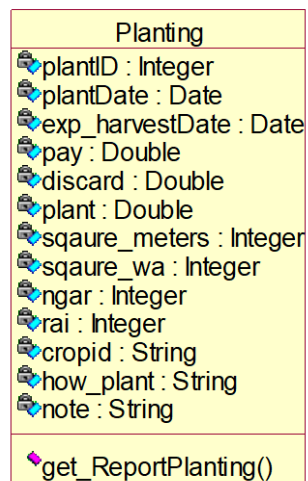 Planting
plantID : Integer
plantDate : Date
exp_harvestDate : Date
pay : Double
discard : Double
plant : Double
sqaure_meters : Integer
sqaure_wa : Integer
ngar : Integer
rai : Integer
cropid : String
how_plant : String
note : String
get_ReportPlanting()